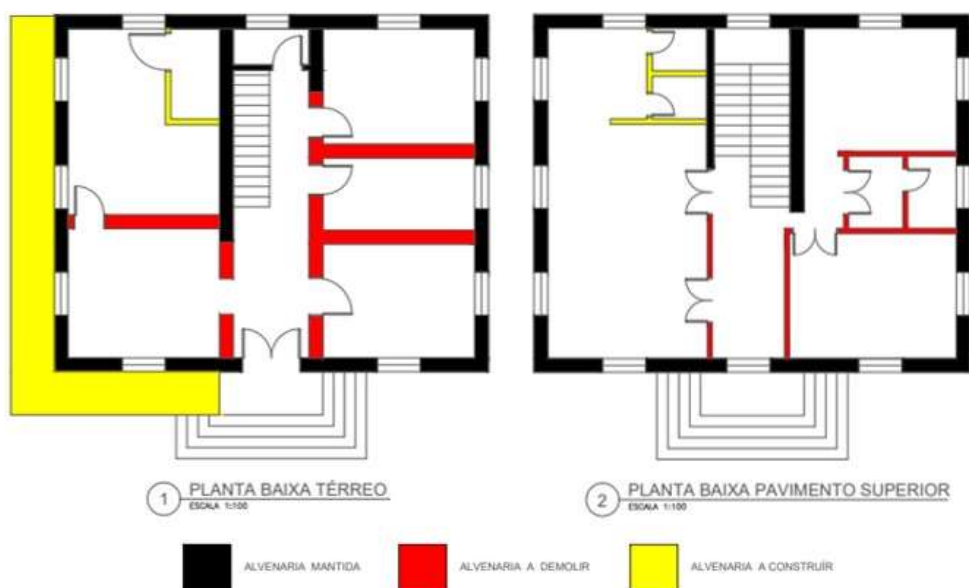 1 PLANTA BAIXA TÉRREO
ESCALA 1:100
2 PLANTA BAIXA PAVIMENTO SUPERIOR
ESCALA 1:100
ALVENARIA MANTIDA
ALVENARIA A DEMOLIR
ALVENARIA A CONSTRUÍR